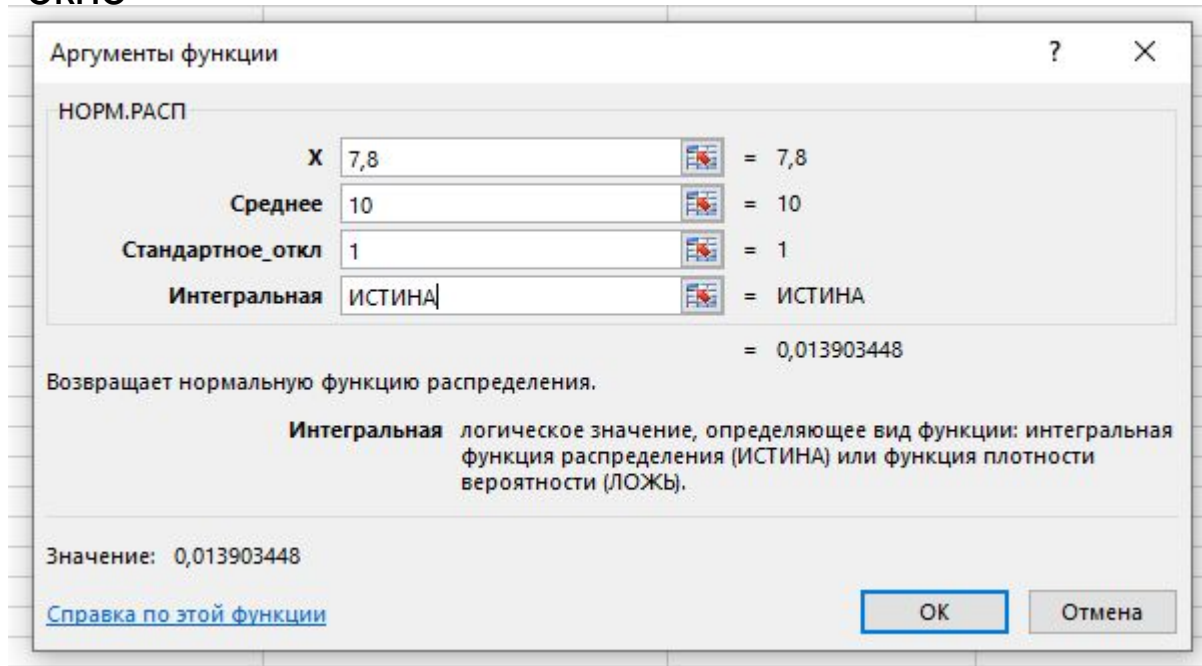 окно
Аргументы функции ? ×
НОРМ.РАСП
X 7,8 = 7,8
Среднее 10 = 10
Стандартное_откл 1 = 1
Интегральная ИСТИНА = ИСТИНА
= 0,013903448
Возвращает нормальную функцию распределения.
Интегральная логическое значение, определяющее вид функции: интегральная
функция распределения (ИСТИНА) или функция плотности
вероятности (ЛОЖЬ).
Значение: 0,013903448
Справка по этой функции ОК Отмена